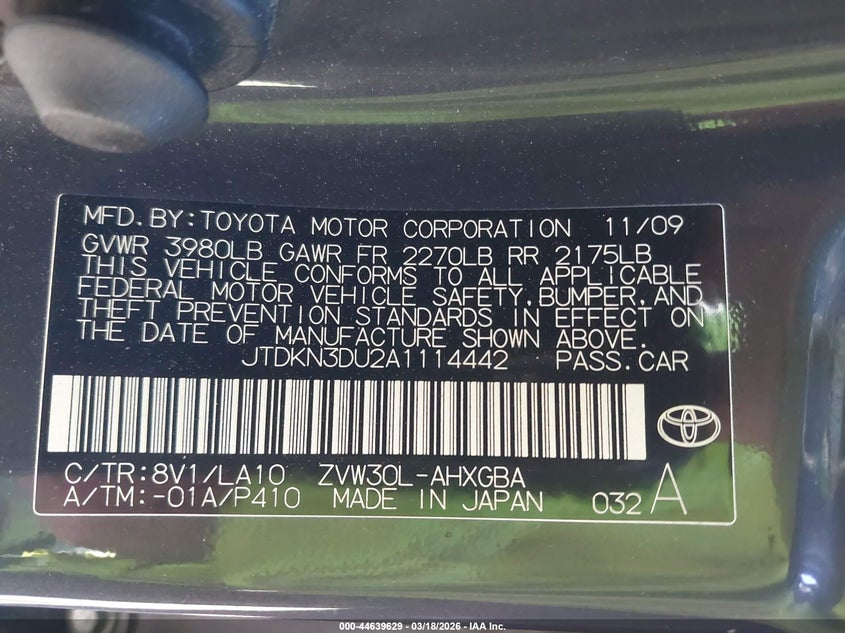 MFD.BY:TOYOTA MOTOR CORPORATION 11/09
GVWR 3980LB GAWR FR 2270LB RR 2175LB
THIS VEHICLE CONFORMS TO ALL APPLICABLE
FEDERAL MOTOR VEHICLE SAFETY,BUMPER,AND
THEFT PREVENTION STANDARDS IN EFFECT ON
THE DATE OF MANUFACTURE SHOWN ABOVE.
JTDKN3DU2A1114442 PASS.CAR
C/TR:8V1/LA10 ZVW30L-AHXGBA
A/TM:-01A/P410 MADE IN JAPAN 032 A
000-44639629 - 03/18/2026 - IAA Inc.